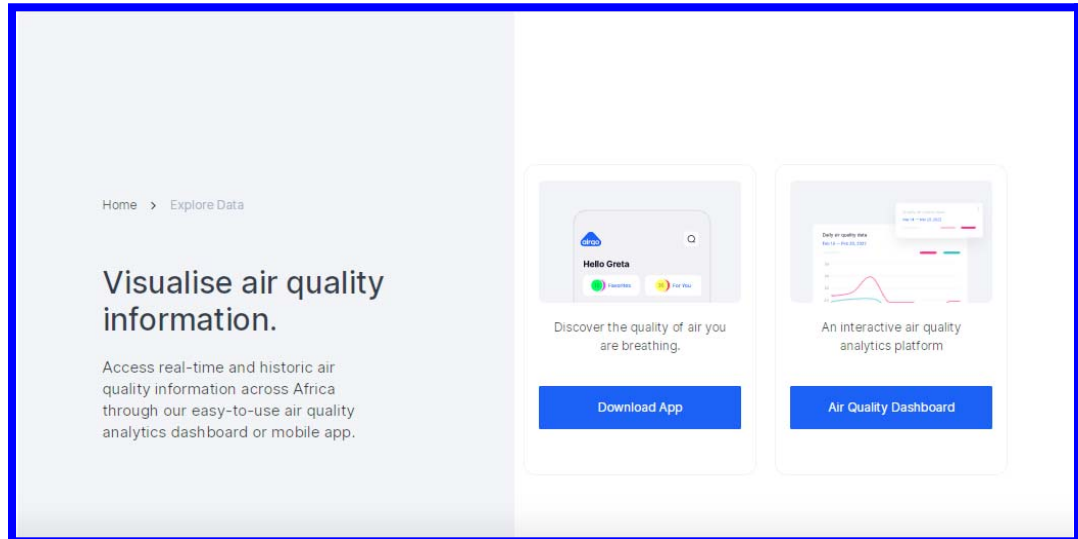 Home > Explore Data
Visualise air quality
information.
Access real-time and historic air
quality information across Africa
through our easy-to-use air quality
analytics dashboard or mobile app.
airqo
Hello Greta
Favorites
For You
Discover the quality of air you
are breathing.
Download App
Daily air quality data
An interactive air quality
analytics platform
Air Quality Dashboard